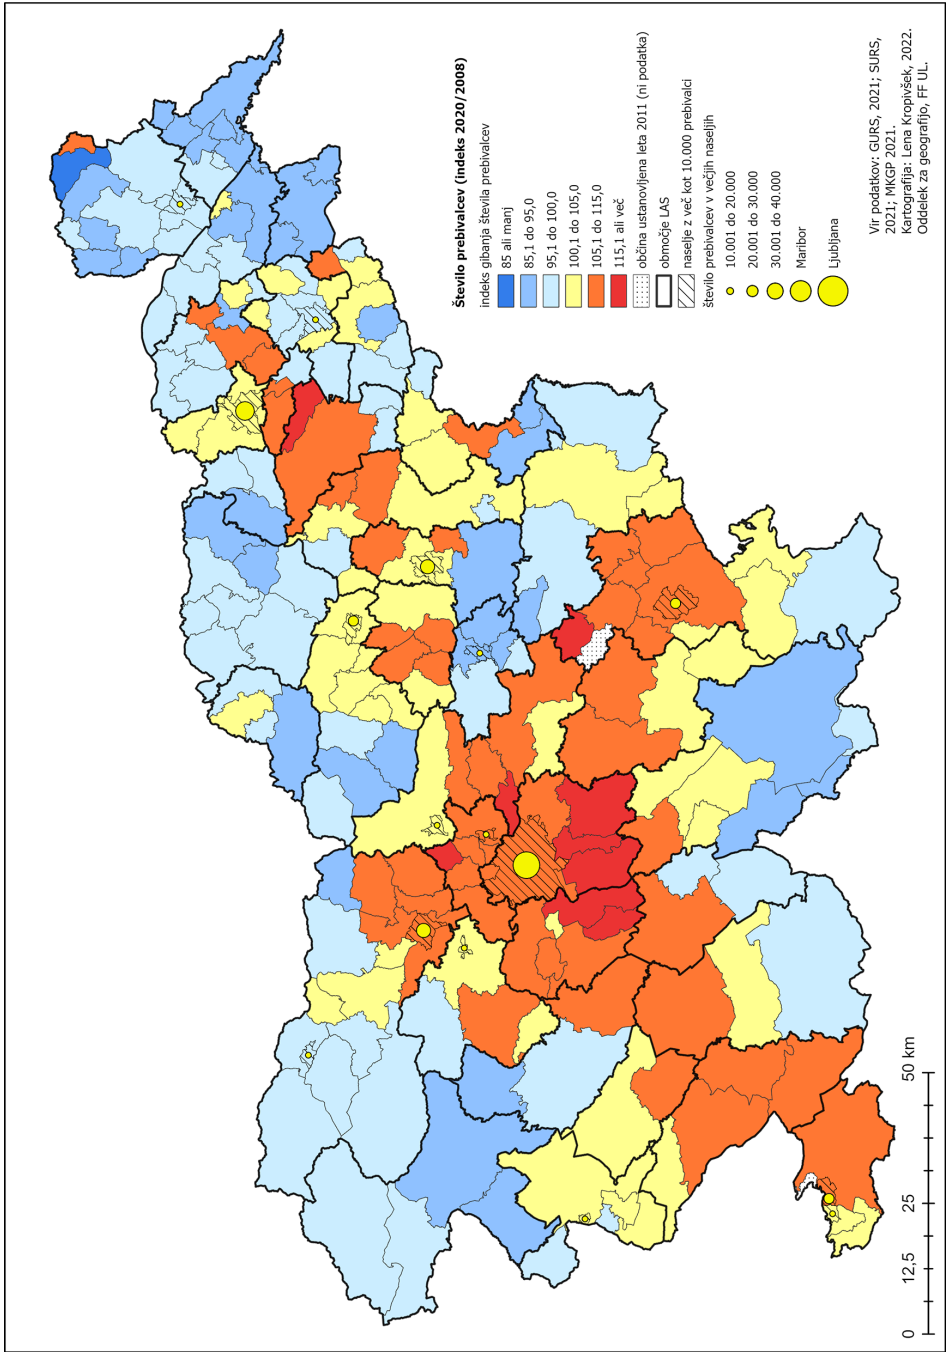 Število prebivalcev (indeks 2020/2008)
indeks gibanja števila prebivalcev
85 ali manj
85,1 do 95,0
95,1 do 100,0
100,1 do 105,0
105,1 do 115,0
115,1 ali več
občina ustanovljena leta 2011 (ni podatka)
območje LAS
naselje z več kot 10.000 prebivalci
število prebivalcev v večjih naseljih
10.001 do 20.000
20.001 do 30.000
30.001 do 40.000
Maribor
Ljubljana
Vir podatkov: GURS, 2021; SURS,
2021; MKGP 2021.
Kartografija: Lena Kropivšek, 2022.
Oddelek za geografijo, FF UL.
0 12,5 25 50 km